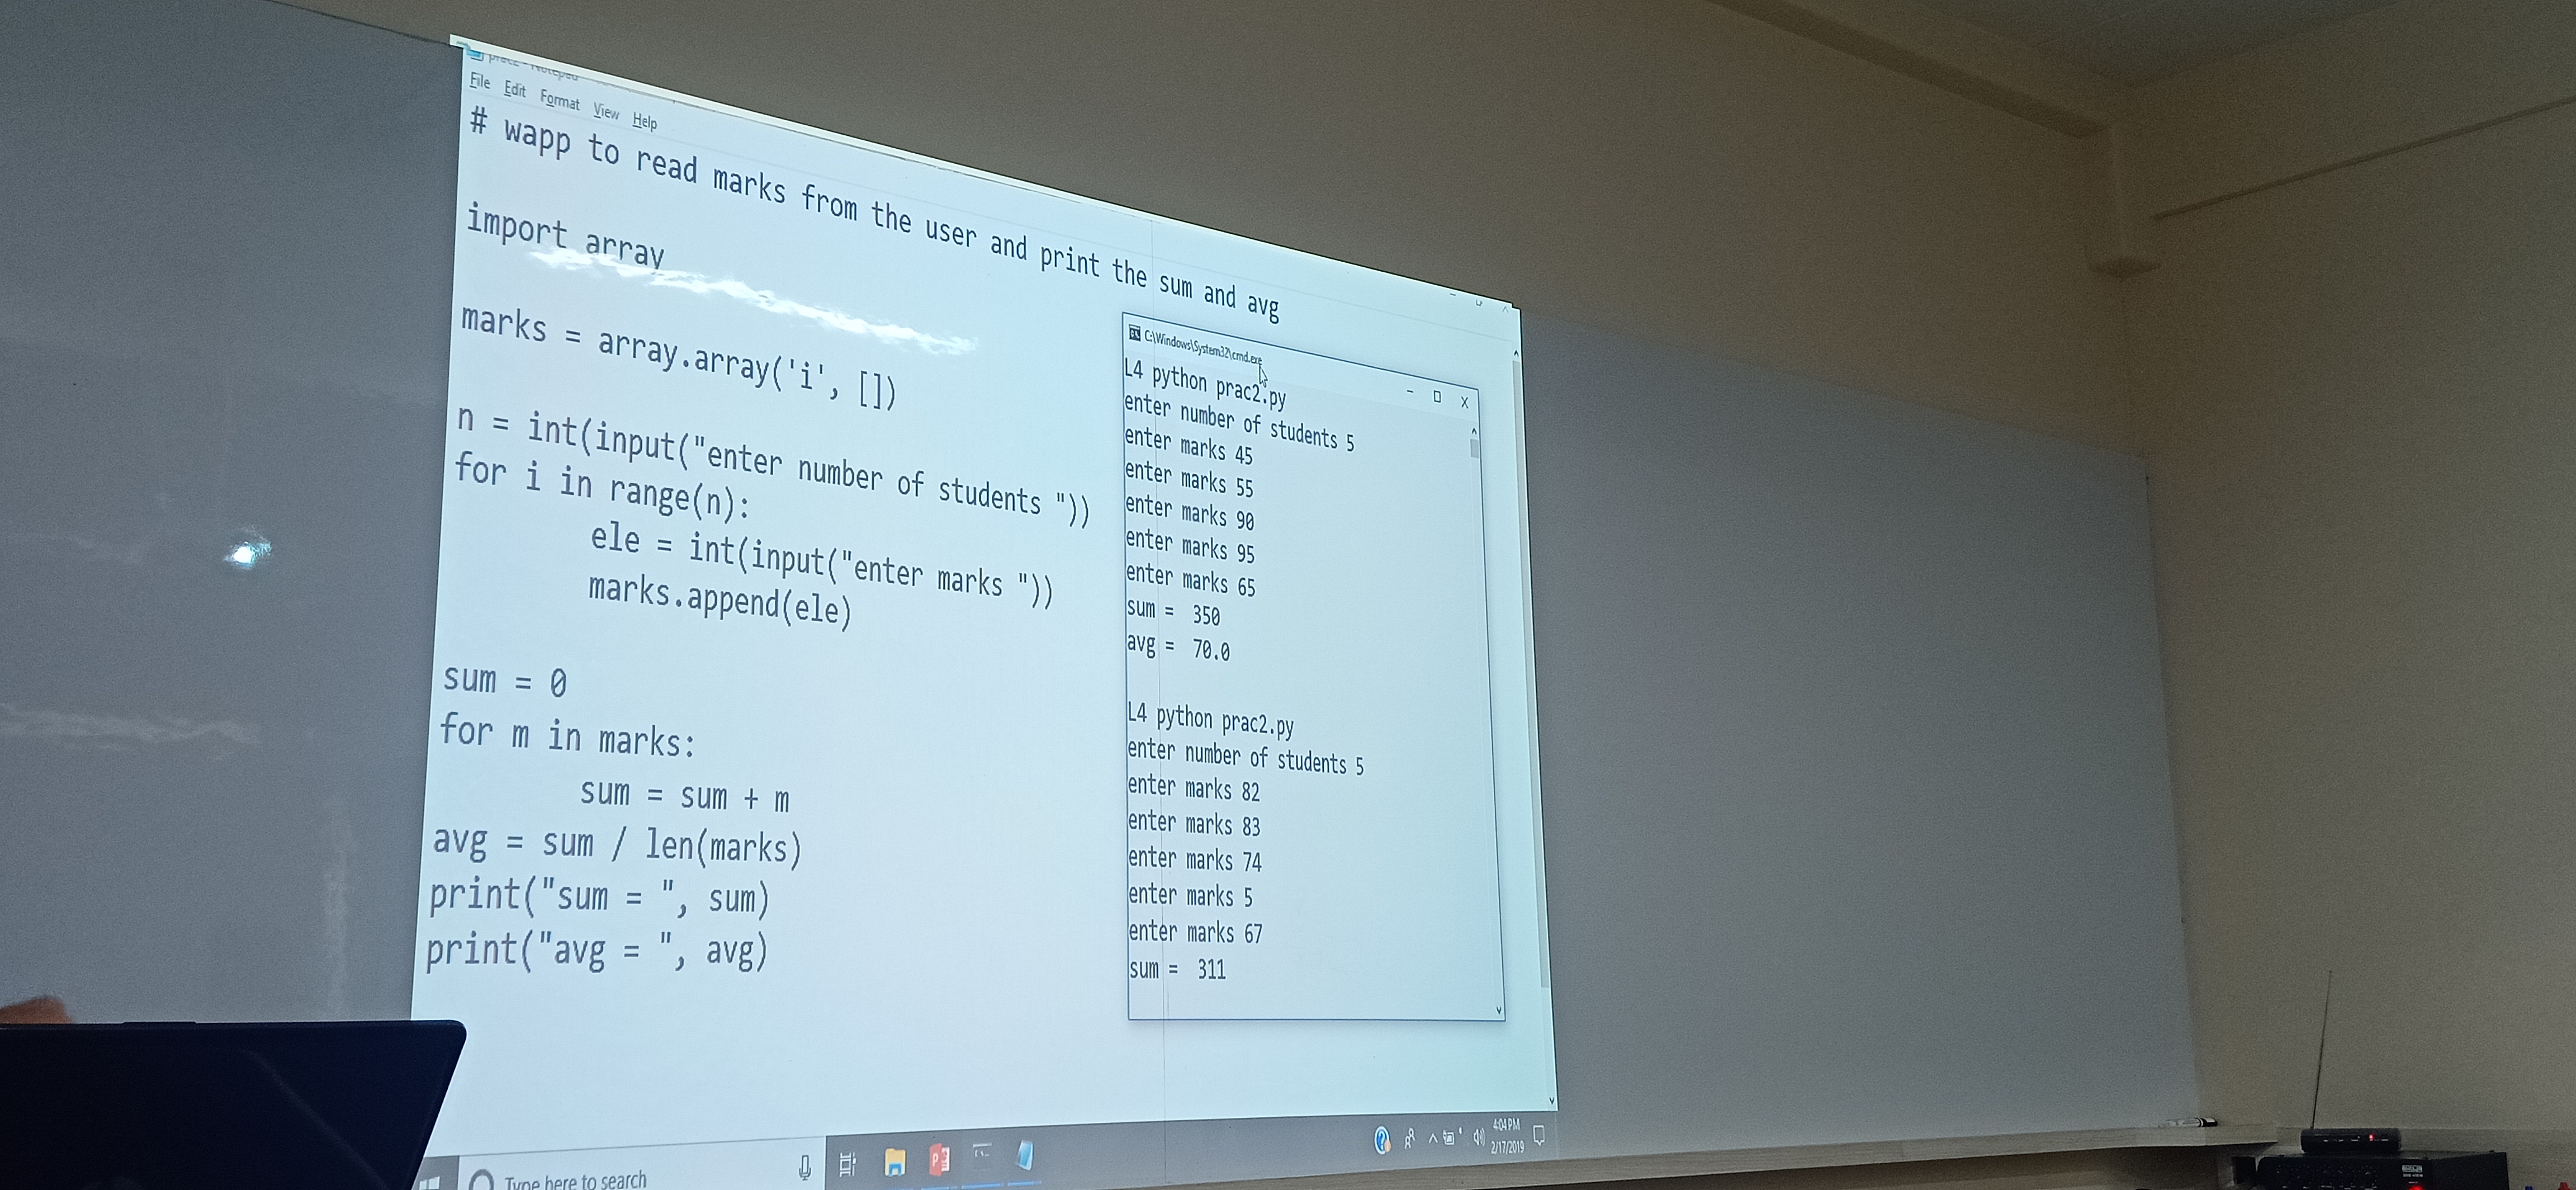 prac2 - Notepad
File Edit Format View Help
# wapp to read marks from the user and print the sum and avg
import array
marks = array.array('i', [])
n = int(input("enter number of students "))
for i in range(n):
ele = int(input("enter marks "))
marks.append(ele)
sum = 0
for m in marks:
sum = sum + m
avg = sum / len(marks)
print("sum = ", sum)
print("avg = ", avg)
C:\Windows\System32\cmd.exe
L4 python prac2.py
enter number of students 5
enter marks 45
enter marks 55
enter marks 90
enter marks 95
enter marks 65
sum =  350
avg =  70.0
L4 python prac2.py
enter number of students 5
enter marks 82
enter marks 83
enter marks 74
enter marks 5
enter marks 67
sum =  311
Type here to search
4:04 PM
2/17/2019